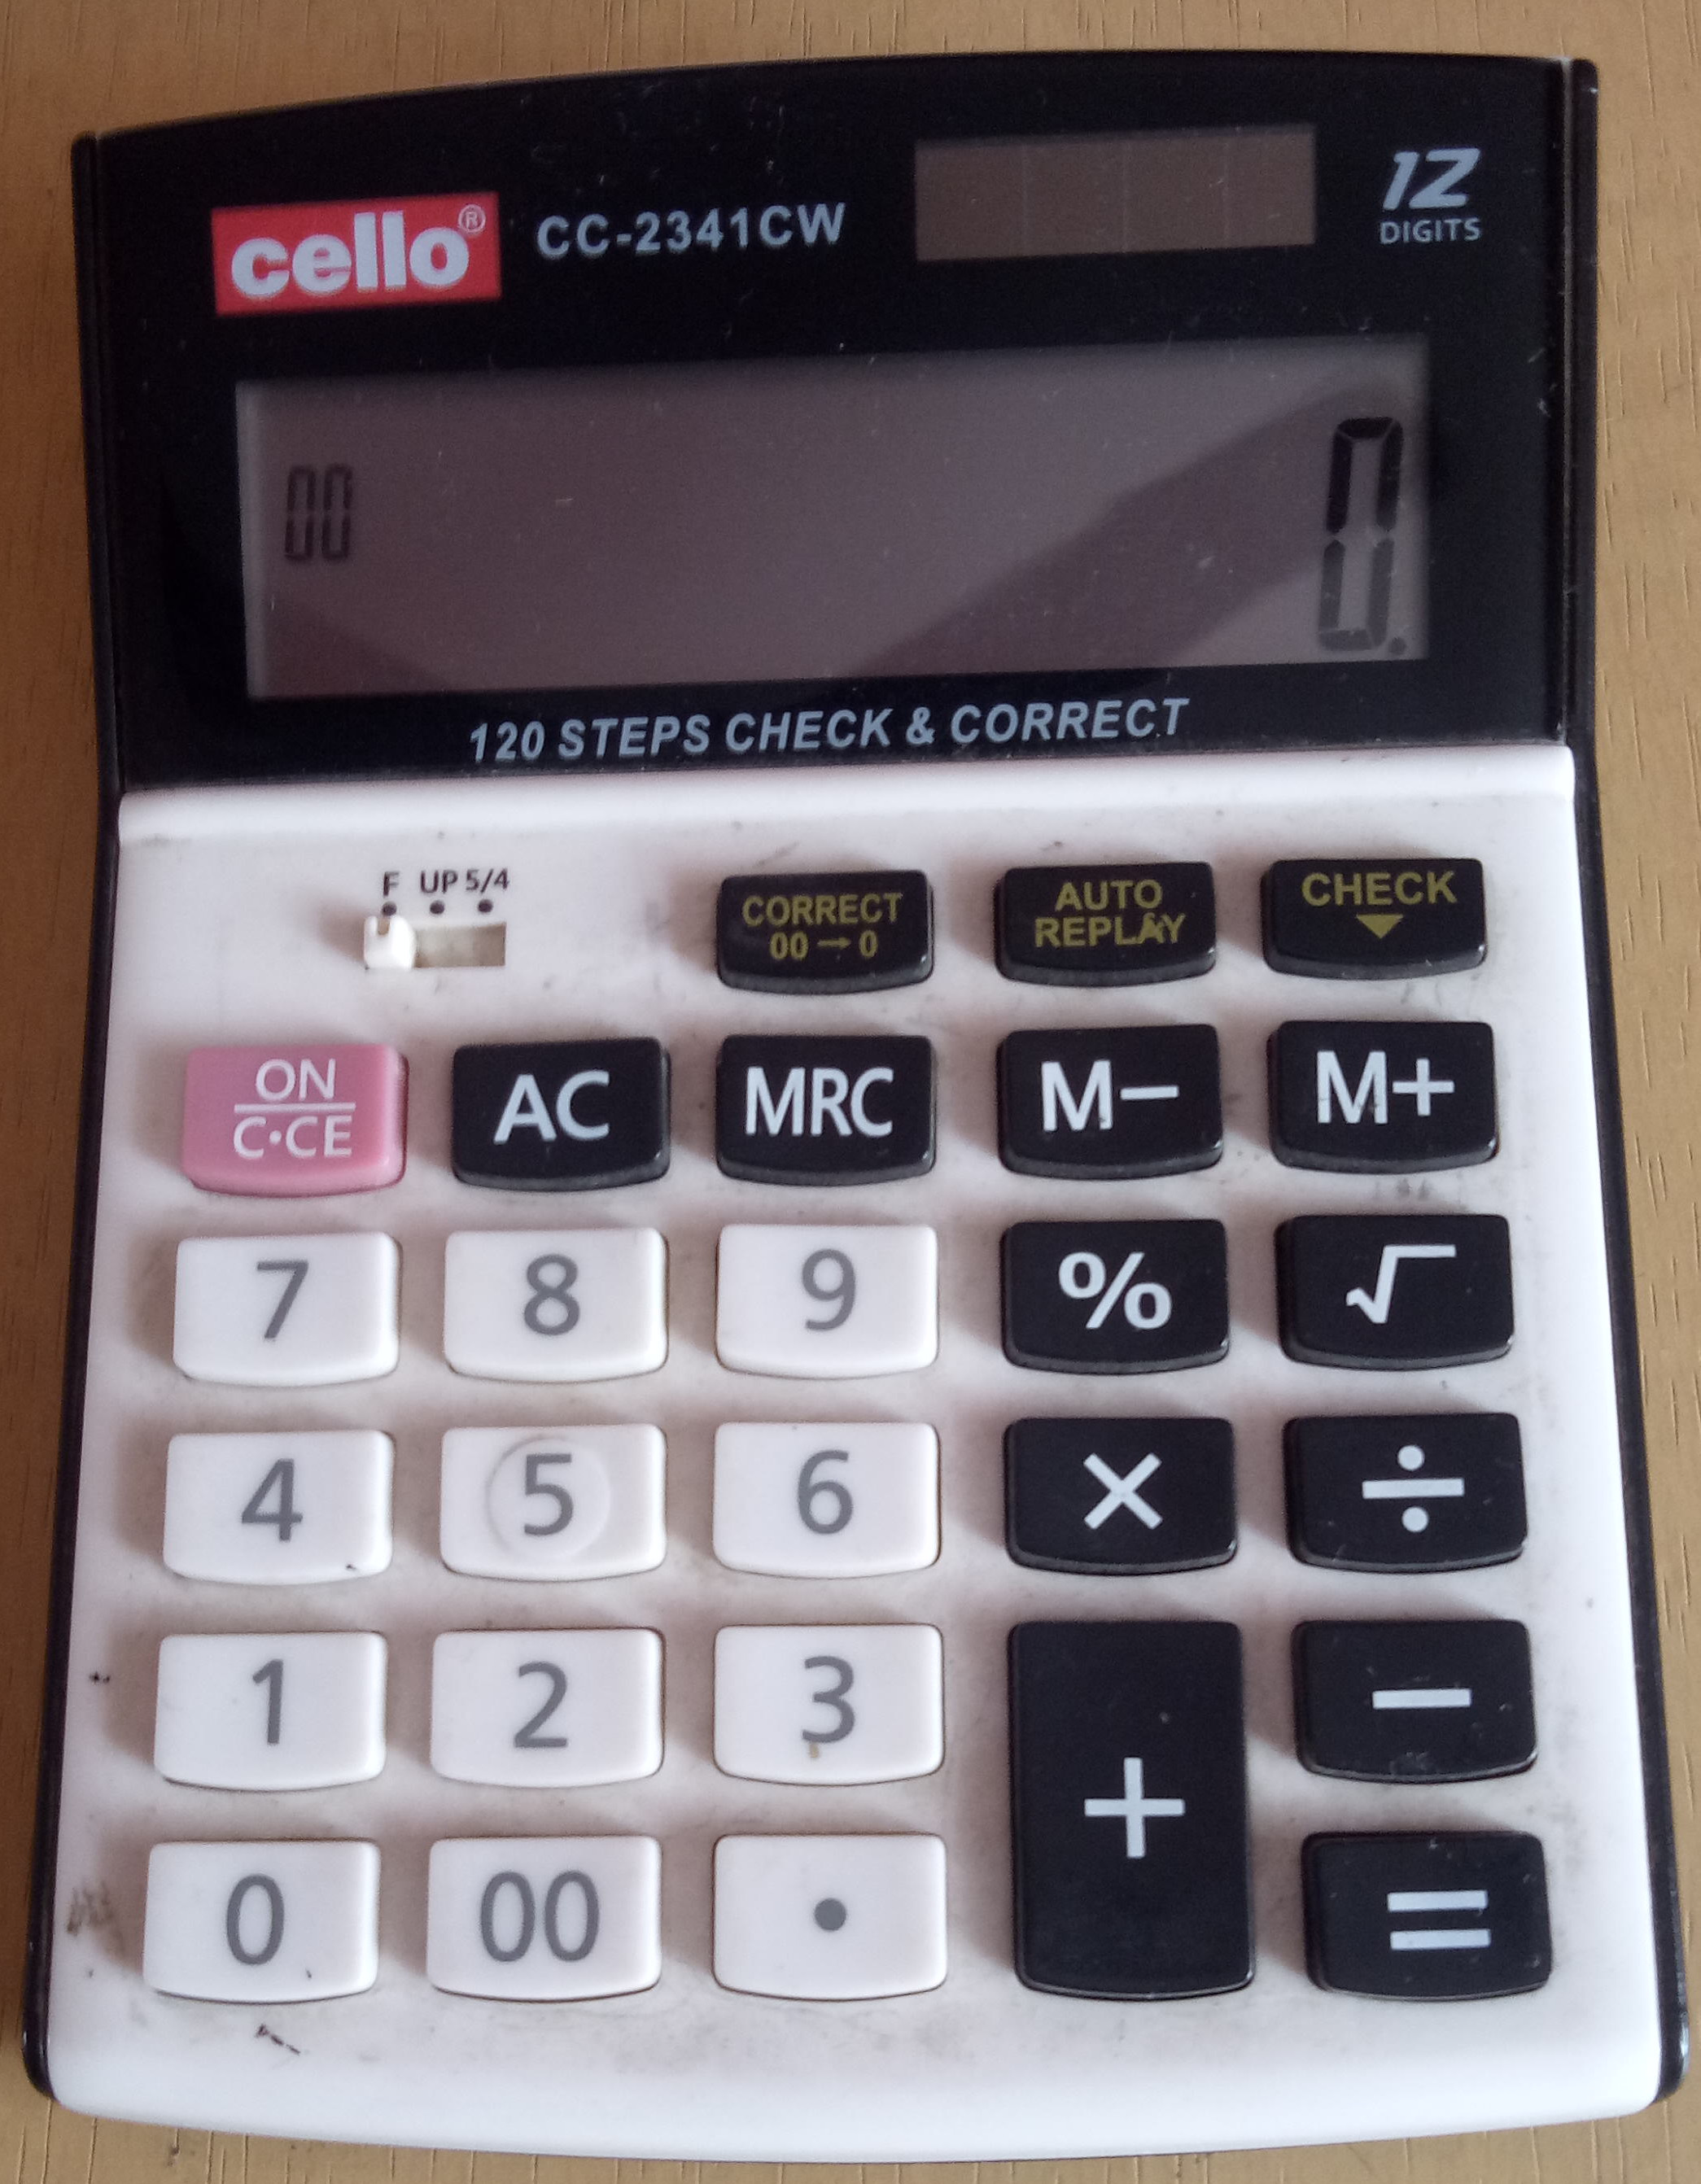 cello® CC-2341CW
12
DIGITS
00 0.
120 STEPS CHECK & CORRECT
F UP 5/4
CORRECT
00→0
AUTO
REPLAY
CHECK
▼
ON
C•CE
AC MRC M− M+
7 8 9 % √
4 5 6 × ÷
1 2 3 −
+
0 00 • =